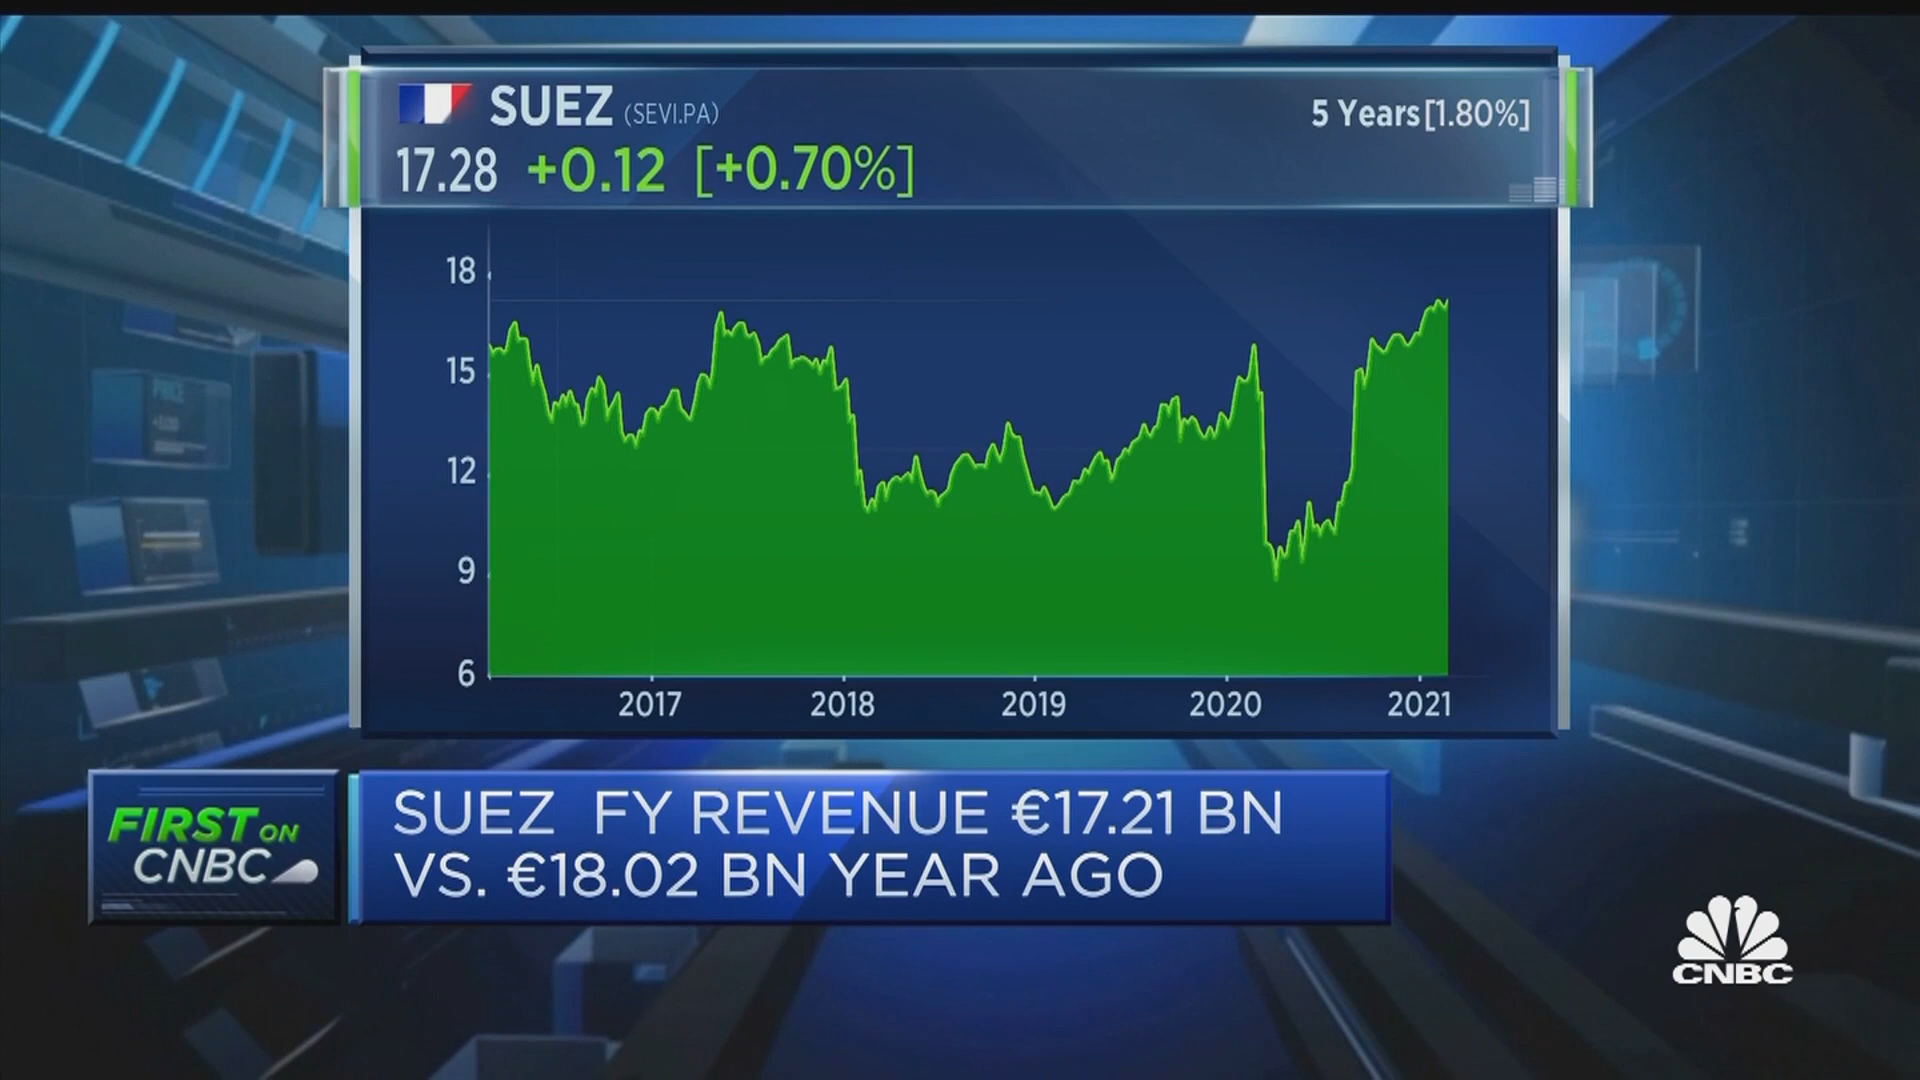 SUEZ (SEVI.PA)
5 Years[1.80%]
17.28 +0.12 [+0.70%]
18
15
12
9
6
2017 2018 2019 2020 2021
FIRST ON
CNBC
SUEZ FY REVENUE €17.21 BN
VS. €18.02 BN YEAR AGO
CNBC
PRICE